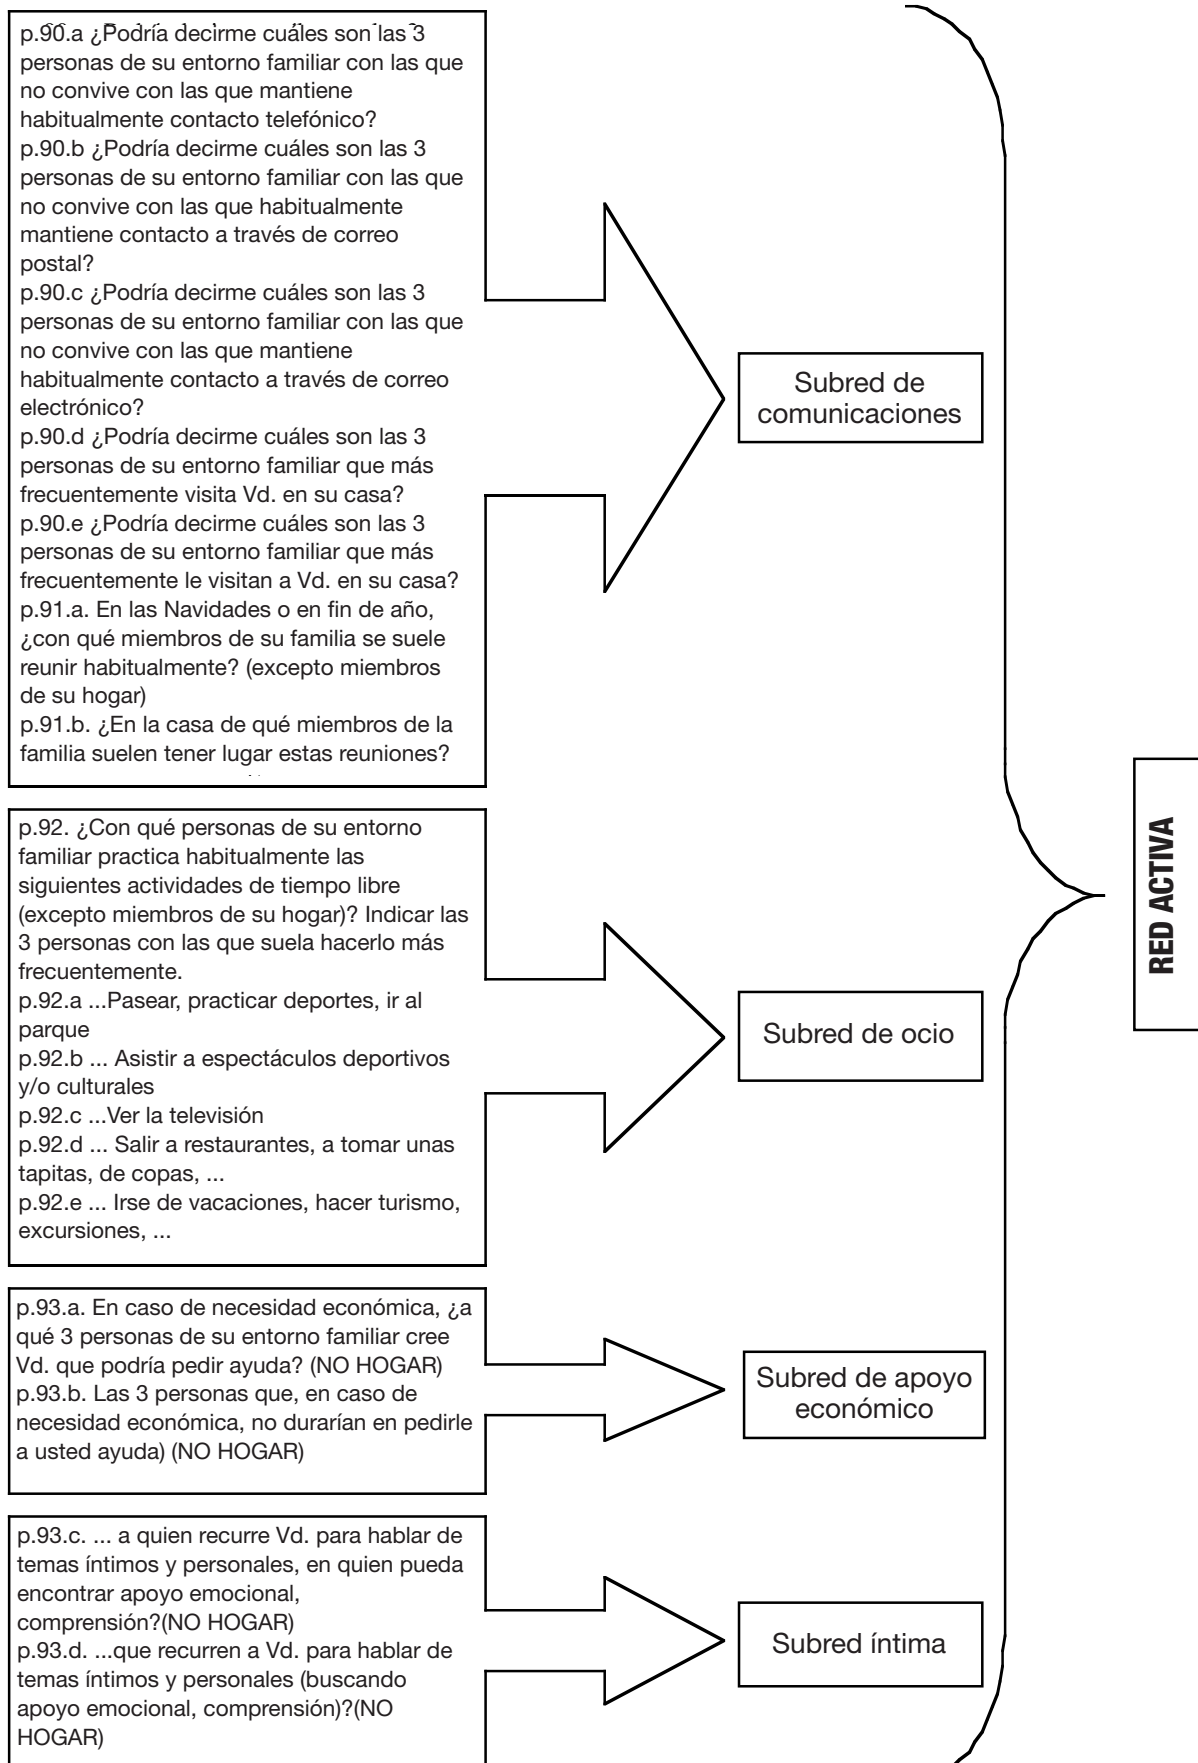 p.90.a ¿Podría decirme cuáles son las 3
personas de su entorno familiar con las que
no convive con las que mantiene
habitualmente contacto telefónico?
p.90.b ¿Podría decirme cuáles son las 3
personas de su entorno familiar con las que
no convive con las que habitualmente
mantiene contacto a través de correo
postal?
p.90.c ¿Podría decirme cuáles son las 3
personas de su entorno familiar con las que
no convive con las que mantiene
habitualmente contacto a través de correo
electrónico?
p.90.d ¿Podría decirme cuáles son las 3
personas de su entorno familiar que más
frecuentemente visita Vd. en su casa?
p.90.e ¿Podría decirme cuáles son las 3
personas de su entorno familiar que más
frecuentemente le visitan a Vd. en su casa?
p.91.a. En las Navidades o en fin de año,
¿con qué miembros de su familia se suele
reunir habitualmente? (excepto miembros
de su hogar)
p.91.b. ¿En la casa de qué miembros de la
familia suelen tener lugar estas reuniones?
Subred de
comunicaciones
p.92. ¿Con qué personas de su entorno
familiar practica habitualmente las
siguientes actividades de tiempo libre
(excepto miembros de su hogar)? Indicar las
3 personas con las que suela hacerlo más
frecuentemente.
p.92.a ...Pasear, practicar deportes, ir al
parque
p.92.b ... Asistir a espectáculos deportivos
y/o culturales
p.92.c ...Ver la televisión
p.92.d ... Salir a restaurantes, a tomar unas
tapitas, de copas, ...
p.92.e ... Irse de vacaciones, hacer turismo,
excursiones, ...
Subred de ocio
p.93.a. En caso de necesidad económica, ¿a
qué 3 personas de su entorno familiar cree
Vd. que podría pedir ayuda? (NO HOGAR)
p.93.b. Las 3 personas que, en caso de
necesidad económica, no durarían en pedirle
a usted ayuda) (NO HOGAR)
Subred de apoyo
económico
p.93.c. ... a quien recurre Vd. para hablar de
temas íntimos y personales, en quien pueda
encontrar apoyo emocional,
comprensión?(NO HOGAR)
p.93.d. ...que recurren a Vd. para hablar de
temas íntimos y personales (buscando
apoyo emocional, comprensión)?(NO
HOGAR)
Subred íntima
RED ACTIVA